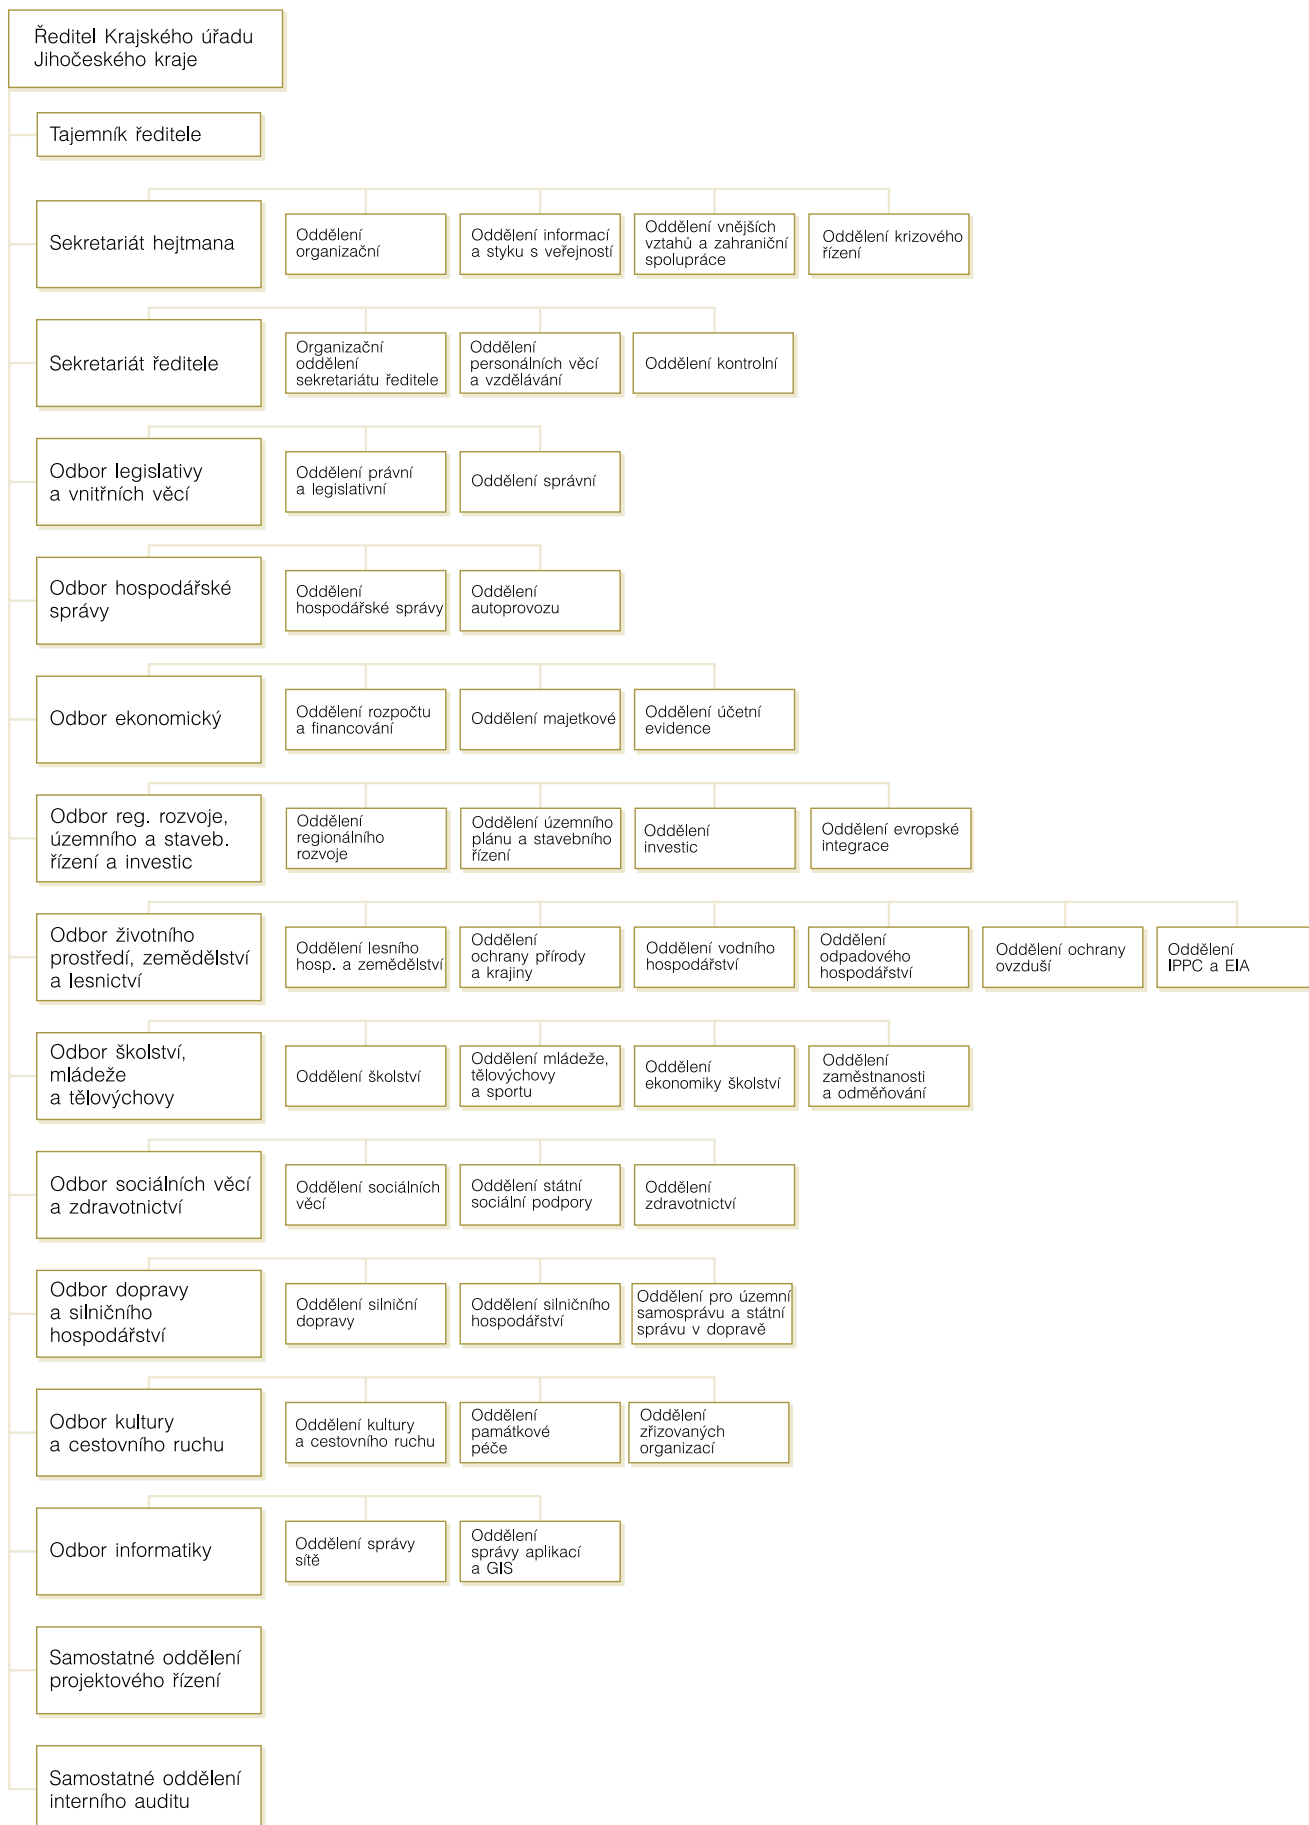 Ředitel Krajského úřadu
Jihočeského kraje
Tajemník ředitele
Sekretariát hejtmana
Oddělení
organizační
Oddělení informací
a styku s veřejností
Oddělení vnějších
vztahů a zahraniční
spolupráce
Oddělení krizového
řízení
Sekretariát ředitele
Organizační
oddělení
sekretariátu ředitele
Oddělení
personálních věcí
a vzdělávání
Oddělení kontrolní
Odbor legislativy
a vnitřních věcí
Oddělení právní
a legislativní
Oddělení správní
Odbor hospodářské
správy
Oddělení
hospodářské správy
Oddělení
autoprovozu
Odbor ekonomický
Oddělení rozpočtu
a financování
Oddělení majetkové
Oddělení účetní
evidence
Odbor reg. rozvoje,
územního a staveb.
řízení a investic
Oddělení
regionálního
rozvoje
Oddělení územního
plánu a stavebního
řízení
Oddělení
investic
Oddělení evropské
integrace
Odbor životního
prostředí, zemědělství
a lesnictví
Oddělení lesního
hosp. a zemědělství
Oddělení
ochrany přírody
a krajiny
Oddělení vodního
hospodářství
Oddělení
odpadového
hospodářství
Oddělení ochrany
ovzduší
Oddělení
IPPC a EIA
Odbor školství,
mládeže
a tělovýchovy
Oddělení školství
Oddělení mládeže,
tělovýchovy
a sportu
Oddělení
ekonomiky školství
Oddělení
zaměstnanosti
a odměňování
Odbor sociálních věcí
a zdravotnictví
Oddělení sociálních
věcí
Oddělení státní
sociální podpory
Oddělení
zdravotnictví
Odbor dopravy
a silničního
hospodářství
Oddělení silniční
dopravy
Oddělení silničního
hospodářství
Oddělení pro územní
samosprávu a státní
správu v dopravě
Odbor kultury
a cestovního ruchu
Oddělení kultury
a cestovního ruchu
Oddělení
památkové
péče
Oddělení
zřizovaných
organizací
Odbor informatiky
Oddělení správy
sítě
Oddělení
správy aplikací
a GIS
Samostatné oddělení
projektového řízení
Samostatné oddělení
interního auditu